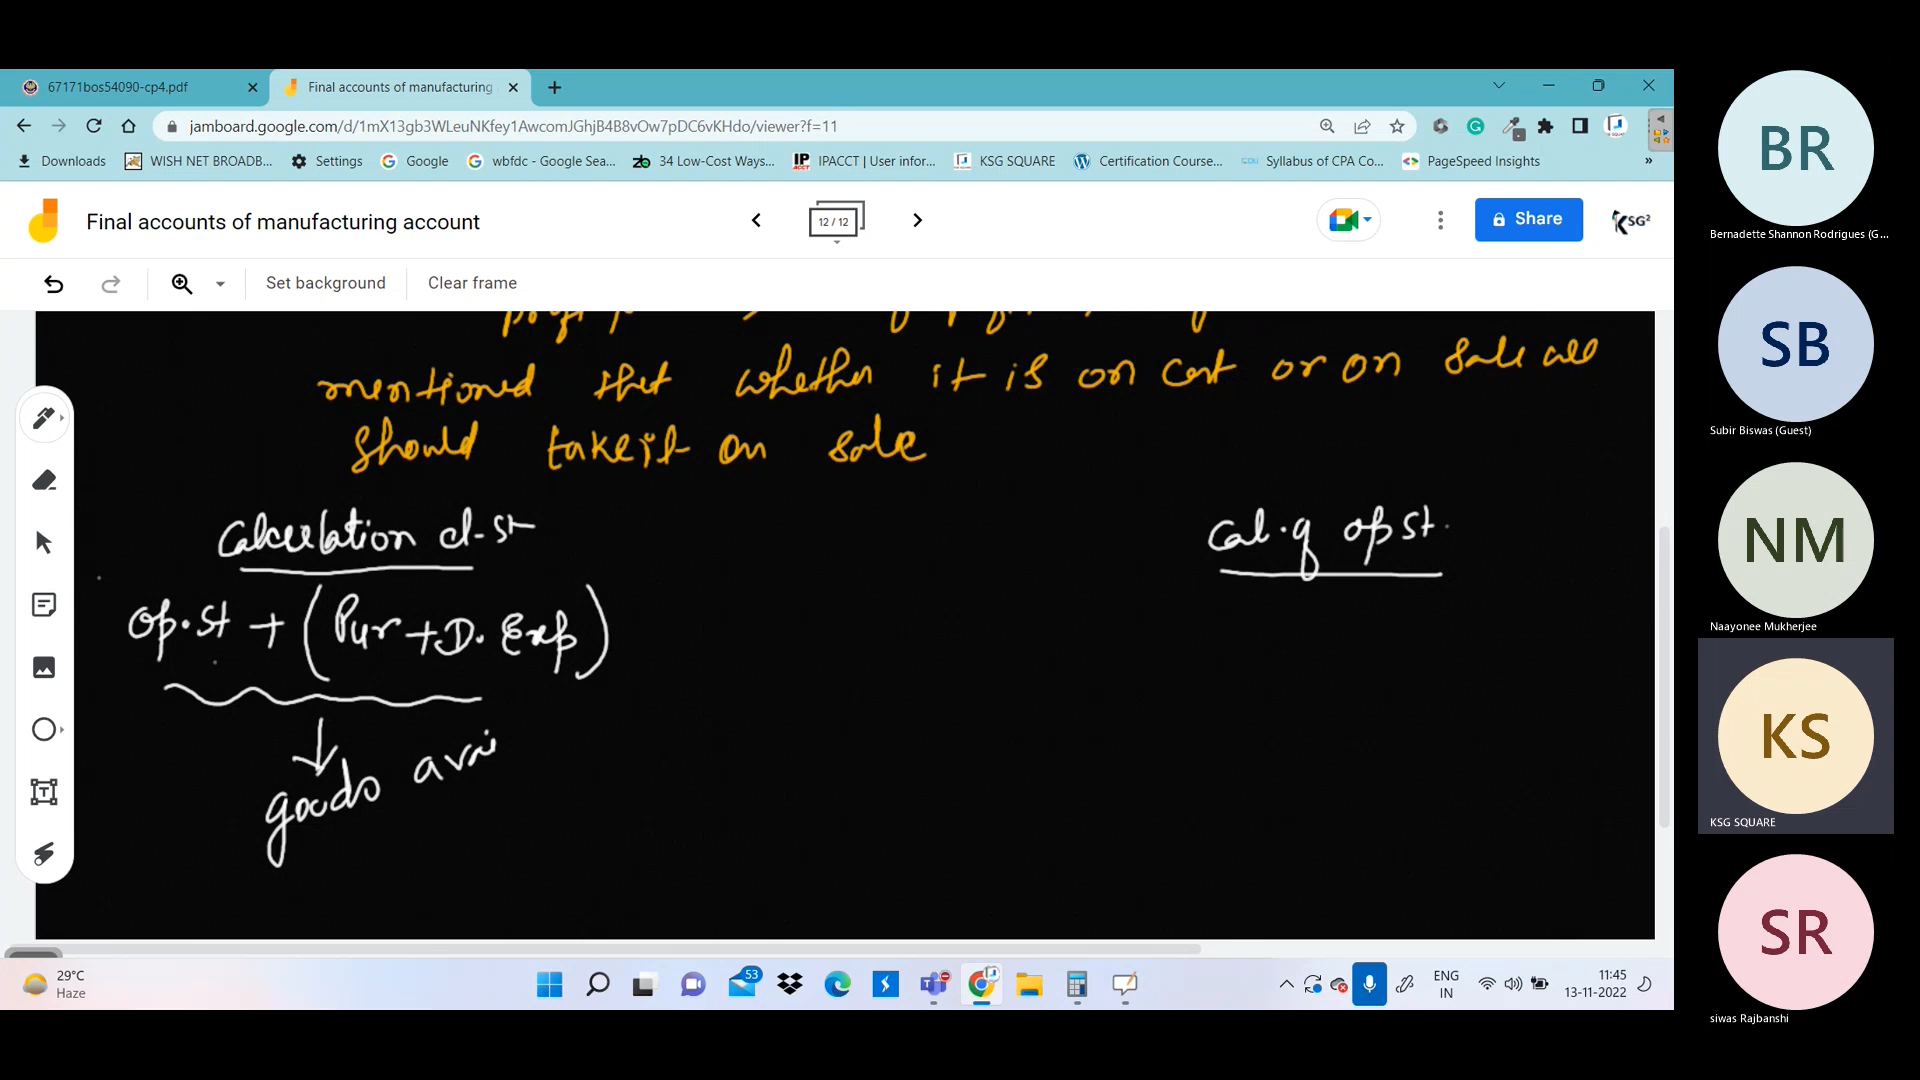 67171bos54090-cp4.pdf
Final accounts of manufacturing
jamboard.google.com/d/1mX13gb3WLeuNKfey1AwcomJGhjB4B8vOw7pDC6vKHdo/viewer?f=11
Downloads WISH NET BROADB... Settings Google wbfdc - Google Sea... 34 Low-Cost Ways... IPACCT | User infor... KSG SQUARE Certification Course... Syllabus of CPA Co... PageSpeed Insights »
Final accounts of manufacturing account
12 / 12
Share
KSG²
Set background
Clear frame
mentioned that whether it is on cost or on sale we
should take it on sale
Calculation cl-st
Cal. of op st.
op.st + (Pur + D. Exp)
goods avai
29°C
Haze
53
ENG
IN
11:45
13-11-2022
BR
Bernadette Shannon Rodrigues (G...
SB
Subir Biswas (Guest)
NM
Naayonee Mukherjee
KS
KSG SQUARE
SR
siwas Rajbanshi